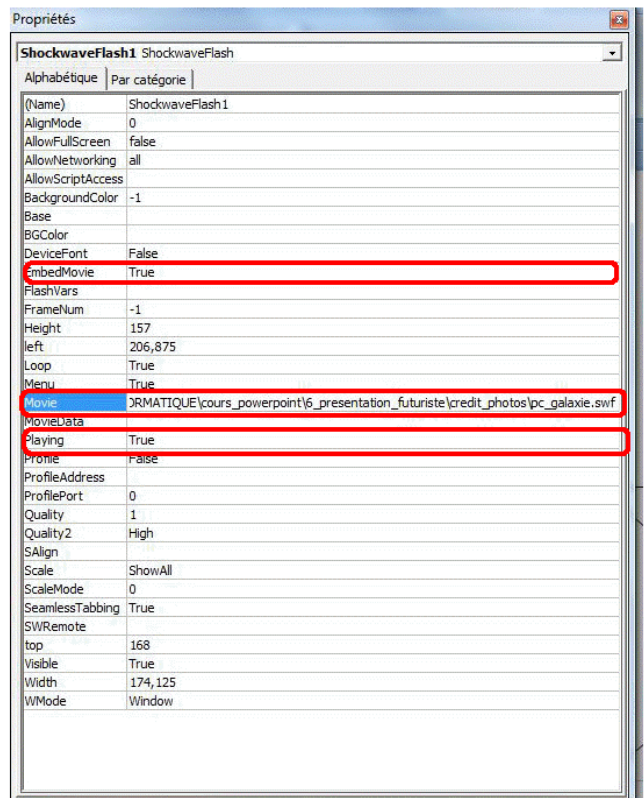 Propriétés
ShockwaveFlash1 ShockwaveFlash
Alphabétique Par catégorie
(Name) ShockwaveFlash1
AlignMode 0
AllowFullScreen false
AllowNetworking all
AllowScriptAccess
BackgroundColor -1
Base
BGColor
DeviceFont False
EmbedMovie True
FlashVars
FrameNum -1
Height 157
left 206,875
Loop True
Menu True
Movie ORMATIQUE\cours_powerpoint\6_presentation_futuriste\credit_photos\pc_galaxie.swf
MovieData
Playing True
Profile False
ProfileAddress
ProfilePort 0
Quality 1
Quality2 High
SAlign
Scale ShowAll
ScaleMode 0
SeamlessTabbing True
SWRemote
top 168
Visible True
Width 174,125
WMode Window